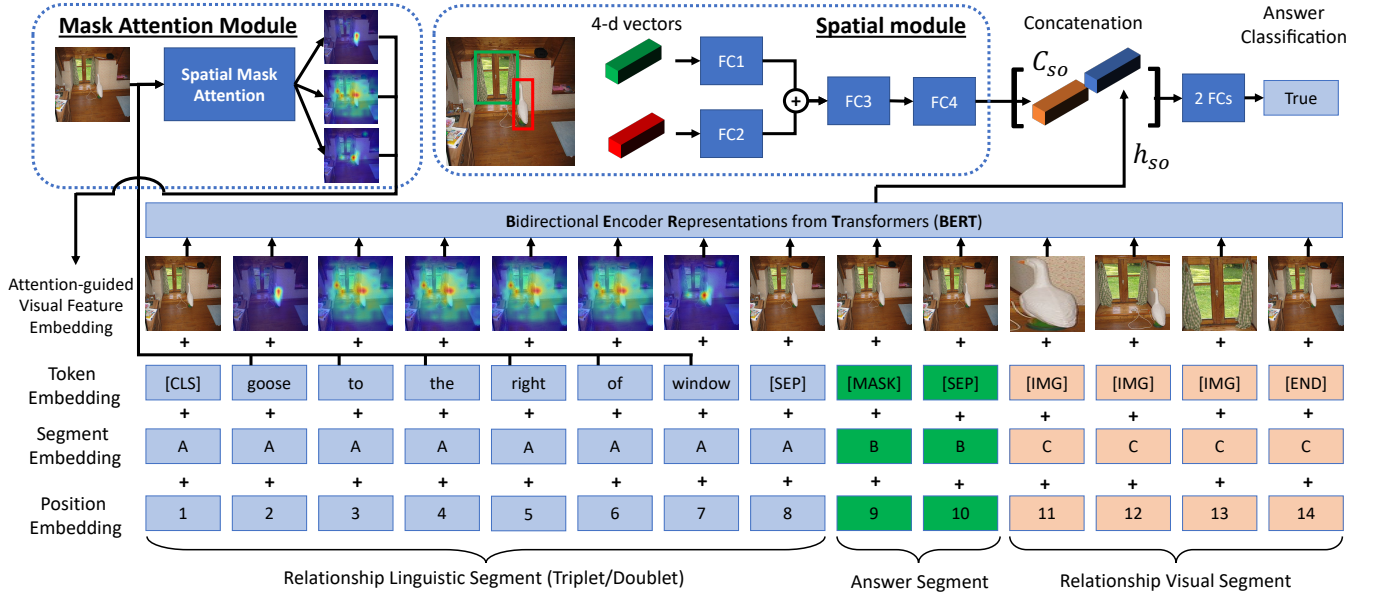 Mask Attention Module
Spatial Mask
Attention
4-d vectors
Spatial module
FC1
FC2
+
FC3
FC4
Concatenation
C_so
h_so
Answer
Classification
2 FCs
True
Bidirectional Encoder Representations from Transformers (BERT)
Attention-guided
Visual Feature
Embedding
+ + + + + + + + + + + + + +
Token
Embedding
[CLS] goose to the right of window [SEP] [MASK] [SEP] [IMG] [IMG] [IMG] [END]
+ + + + + + + + + + + + + +
Segment
Embedding
A A A A A A A A B B C C C C
+ + + + + + + + + + + + + +
Position
Embedding
1 2 3 4 5 6 7 8 9 10 11 12 13 14
Relationship Linguistic Segment (Triplet/Doublet)
Answer Segment
Relationship Visual Segment